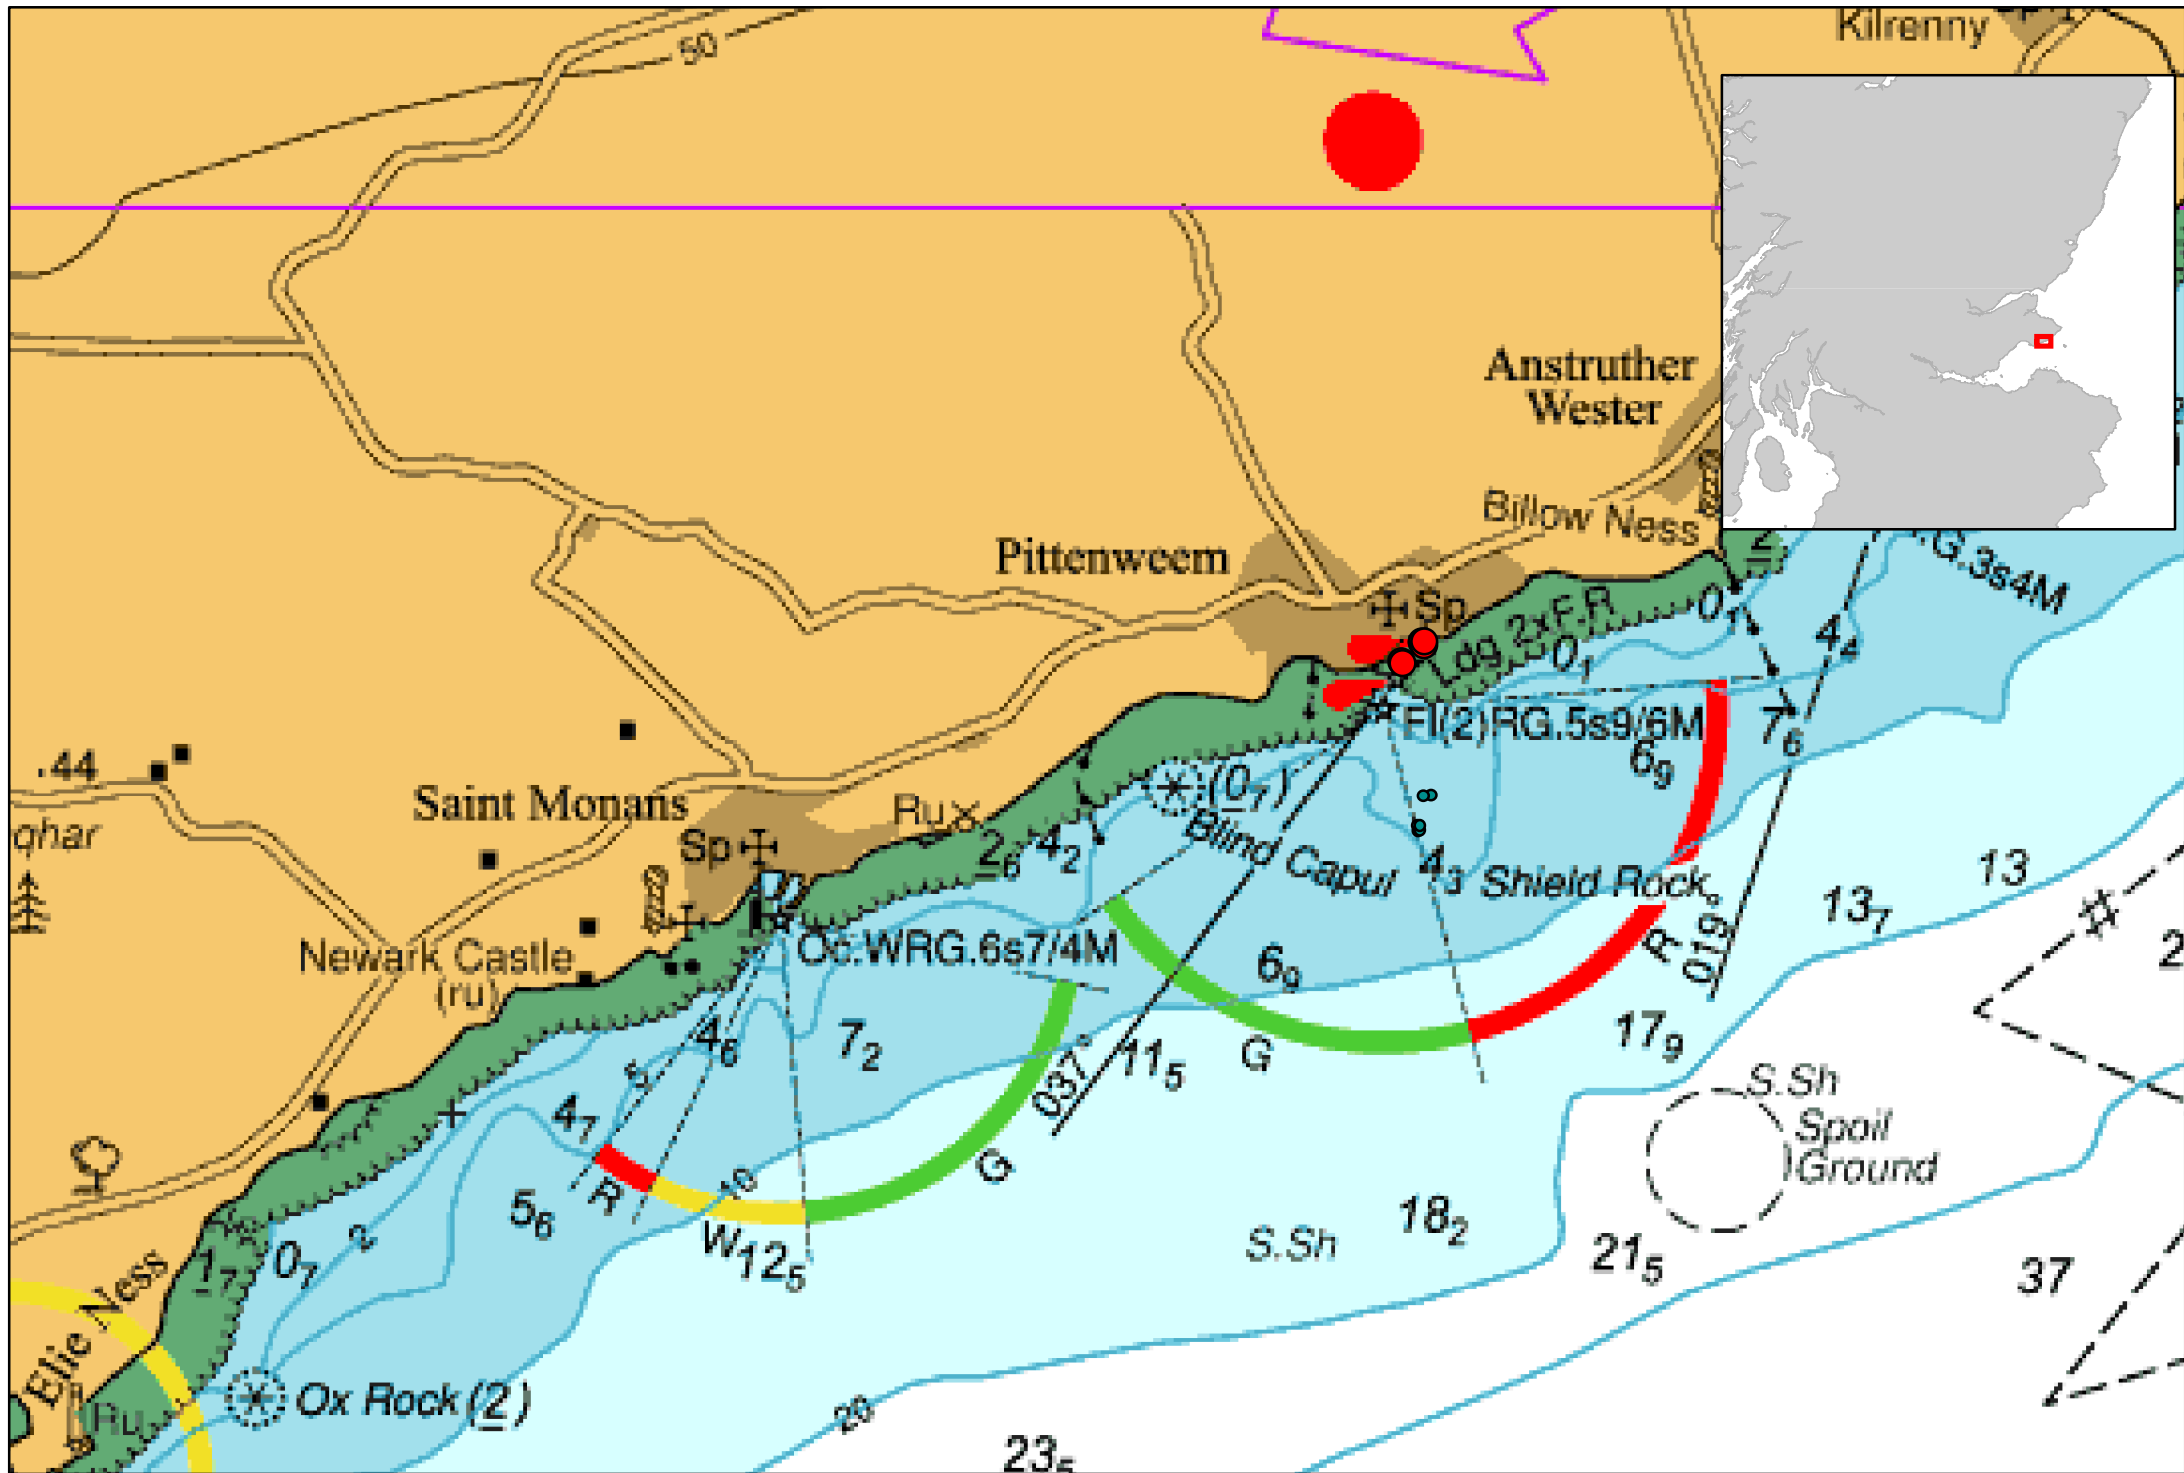 Kilrenny
50
Anstruther
Wester
Billow Ness
Pittenweem
Sp
Ldg 2xF.R
0₁
0₁
4₄
.G.3s4M
2
Fl(2)RG.5s9/6M
6₉
7₆
.44
Saint Monans
Ru
(0₇)
Blind Capul
2₆
4₂
4₃
Shield Rock
13
13₇
Sp
Newark Castle
(ru)
Oc.WRG.6s7/4M
6₉
R
019°
2
4₆
7₂
037°
11₅
G
17₉
5
4₇
S.Sh
Spoil
Ground
G
R
10
5₆
W
12₅
18₂
S.Sh
21₅
37
2
0₇
1₇
Elie Ness
Ru
Ox Rock (2)
20
23₅